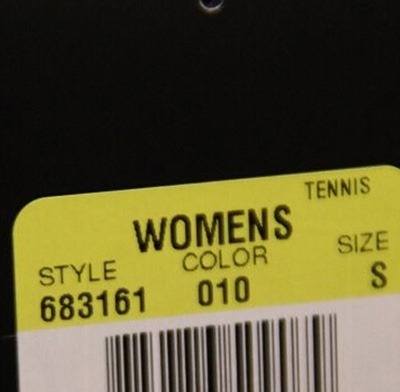 TENNIS
WOMENS
STYLE COLOR SIZE
683161 010 S